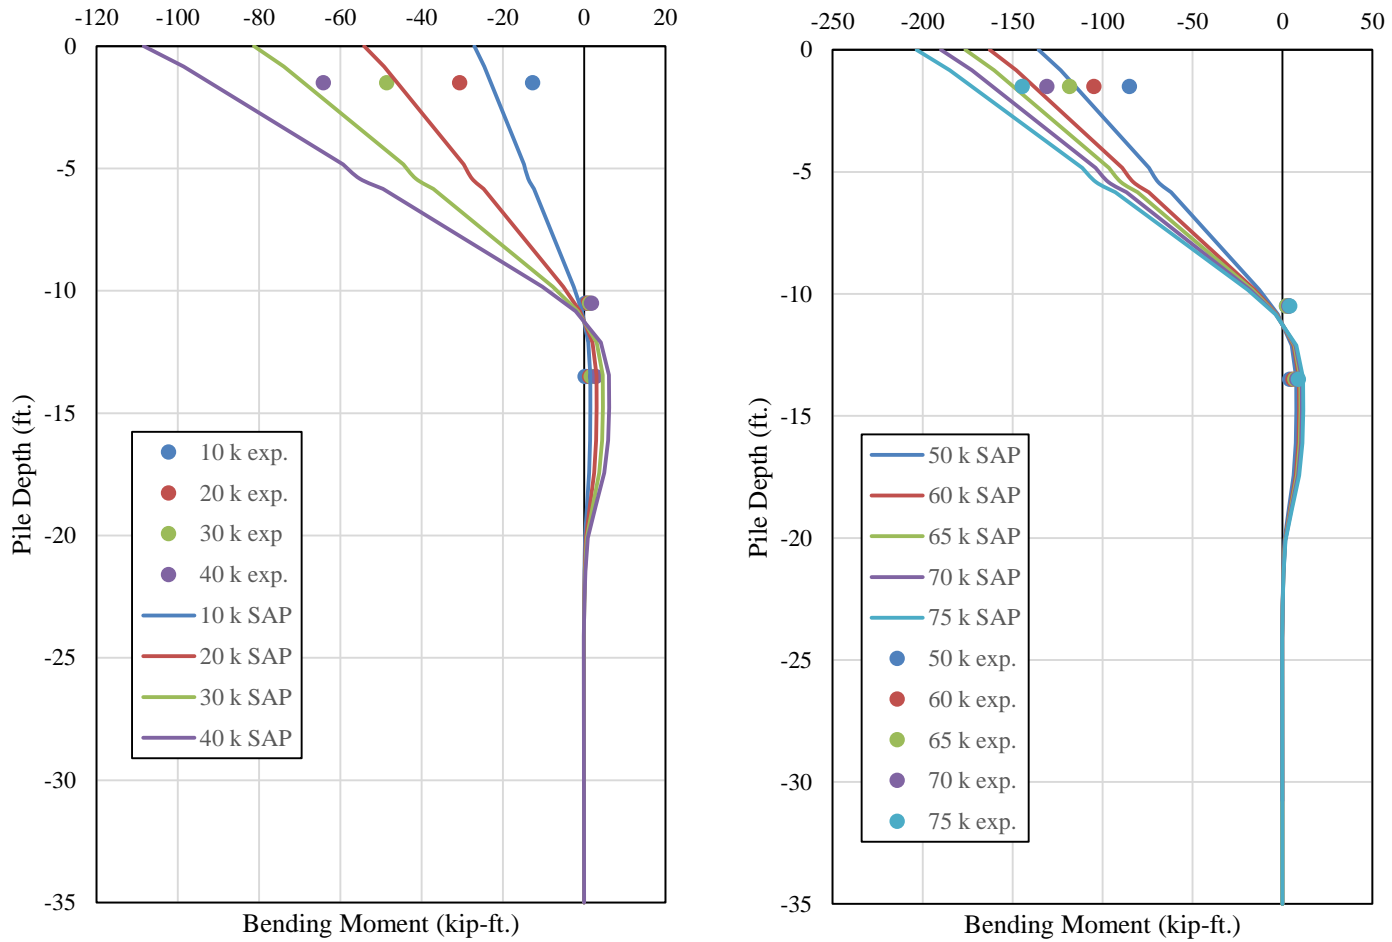 -120 -100 -80 -60 -40 -20 0 20
0
-5
-10
-15
-20
-25
-30
-35
Pile Depth (ft.)
10 k exp.
20 k exp.
30 k exp
40 k exp.
10 k SAP
20 k SAP
30 k SAP
40 k SAP
Bending Moment (kip-ft.)
-250 -200 -150 -100 -50 0 50
0
-5
-10
-15
-20
-25
-30
-35
Pile Depth (ft.)
50 k SAP
60 k SAP
65 k SAP
70 k SAP
75 k SAP
50 k exp.
60 k exp.
65 k exp.
70 k exp.
75 k exp.
Bending Moment (kip-ft.)